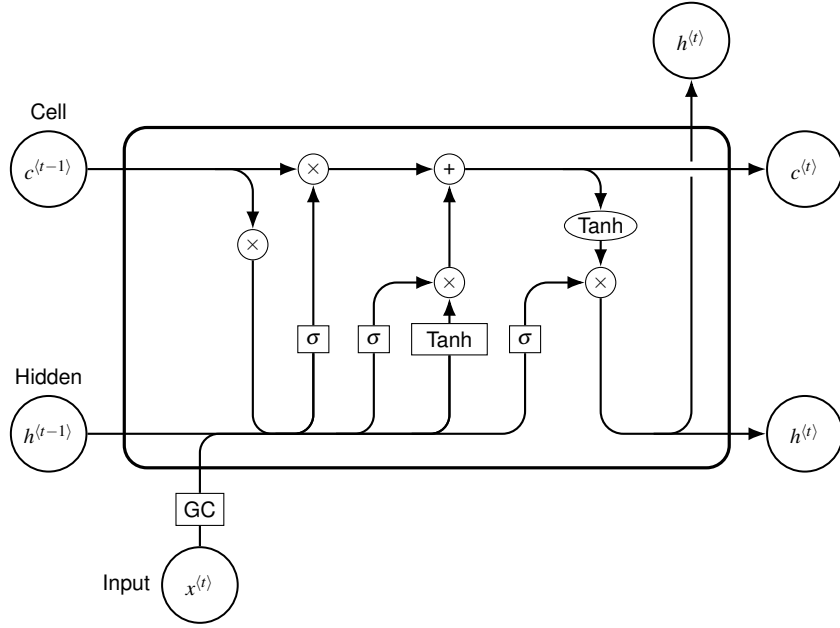 h⟨t⟩
Cell
c⟨t−1⟩
×
+
c⟨t⟩
Tanh
×
×
×
σ
σ
Tanh
σ
Hidden
h⟨t−1⟩
h⟨t⟩
GC
Input
x⟨t⟩